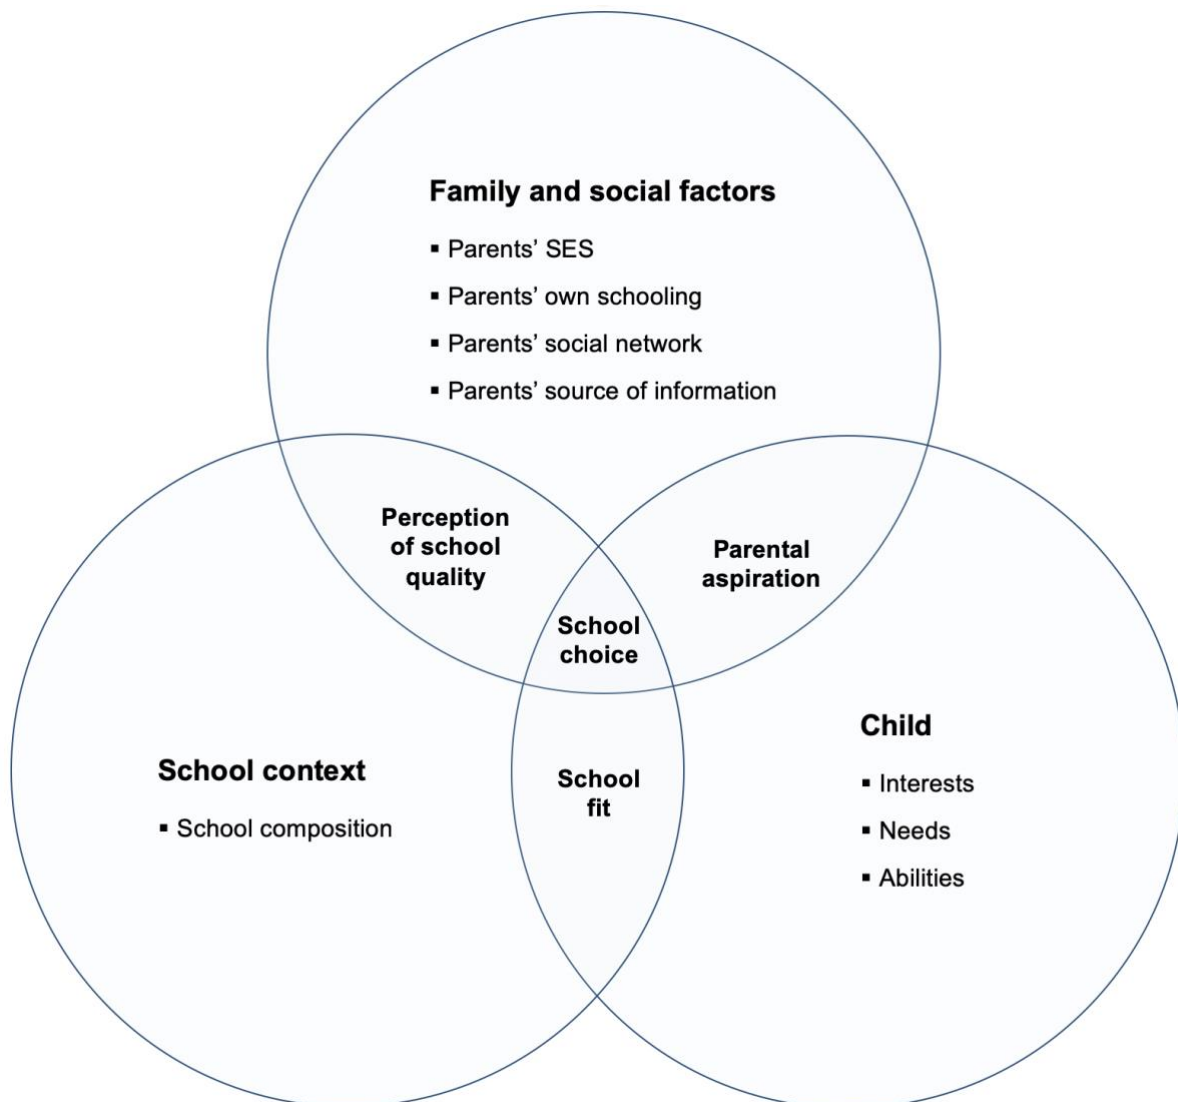 Family and social factors
▪ Parents’ SES
▪ Parents’ own schooling
▪ Parents’ social network
▪ Parents’ source of information
Perception
of school
quality
Parental
aspiration
School
choice
School context
▪ School composition
School
fit
Child
▪ Interests
▪ Needs
▪ Abilities